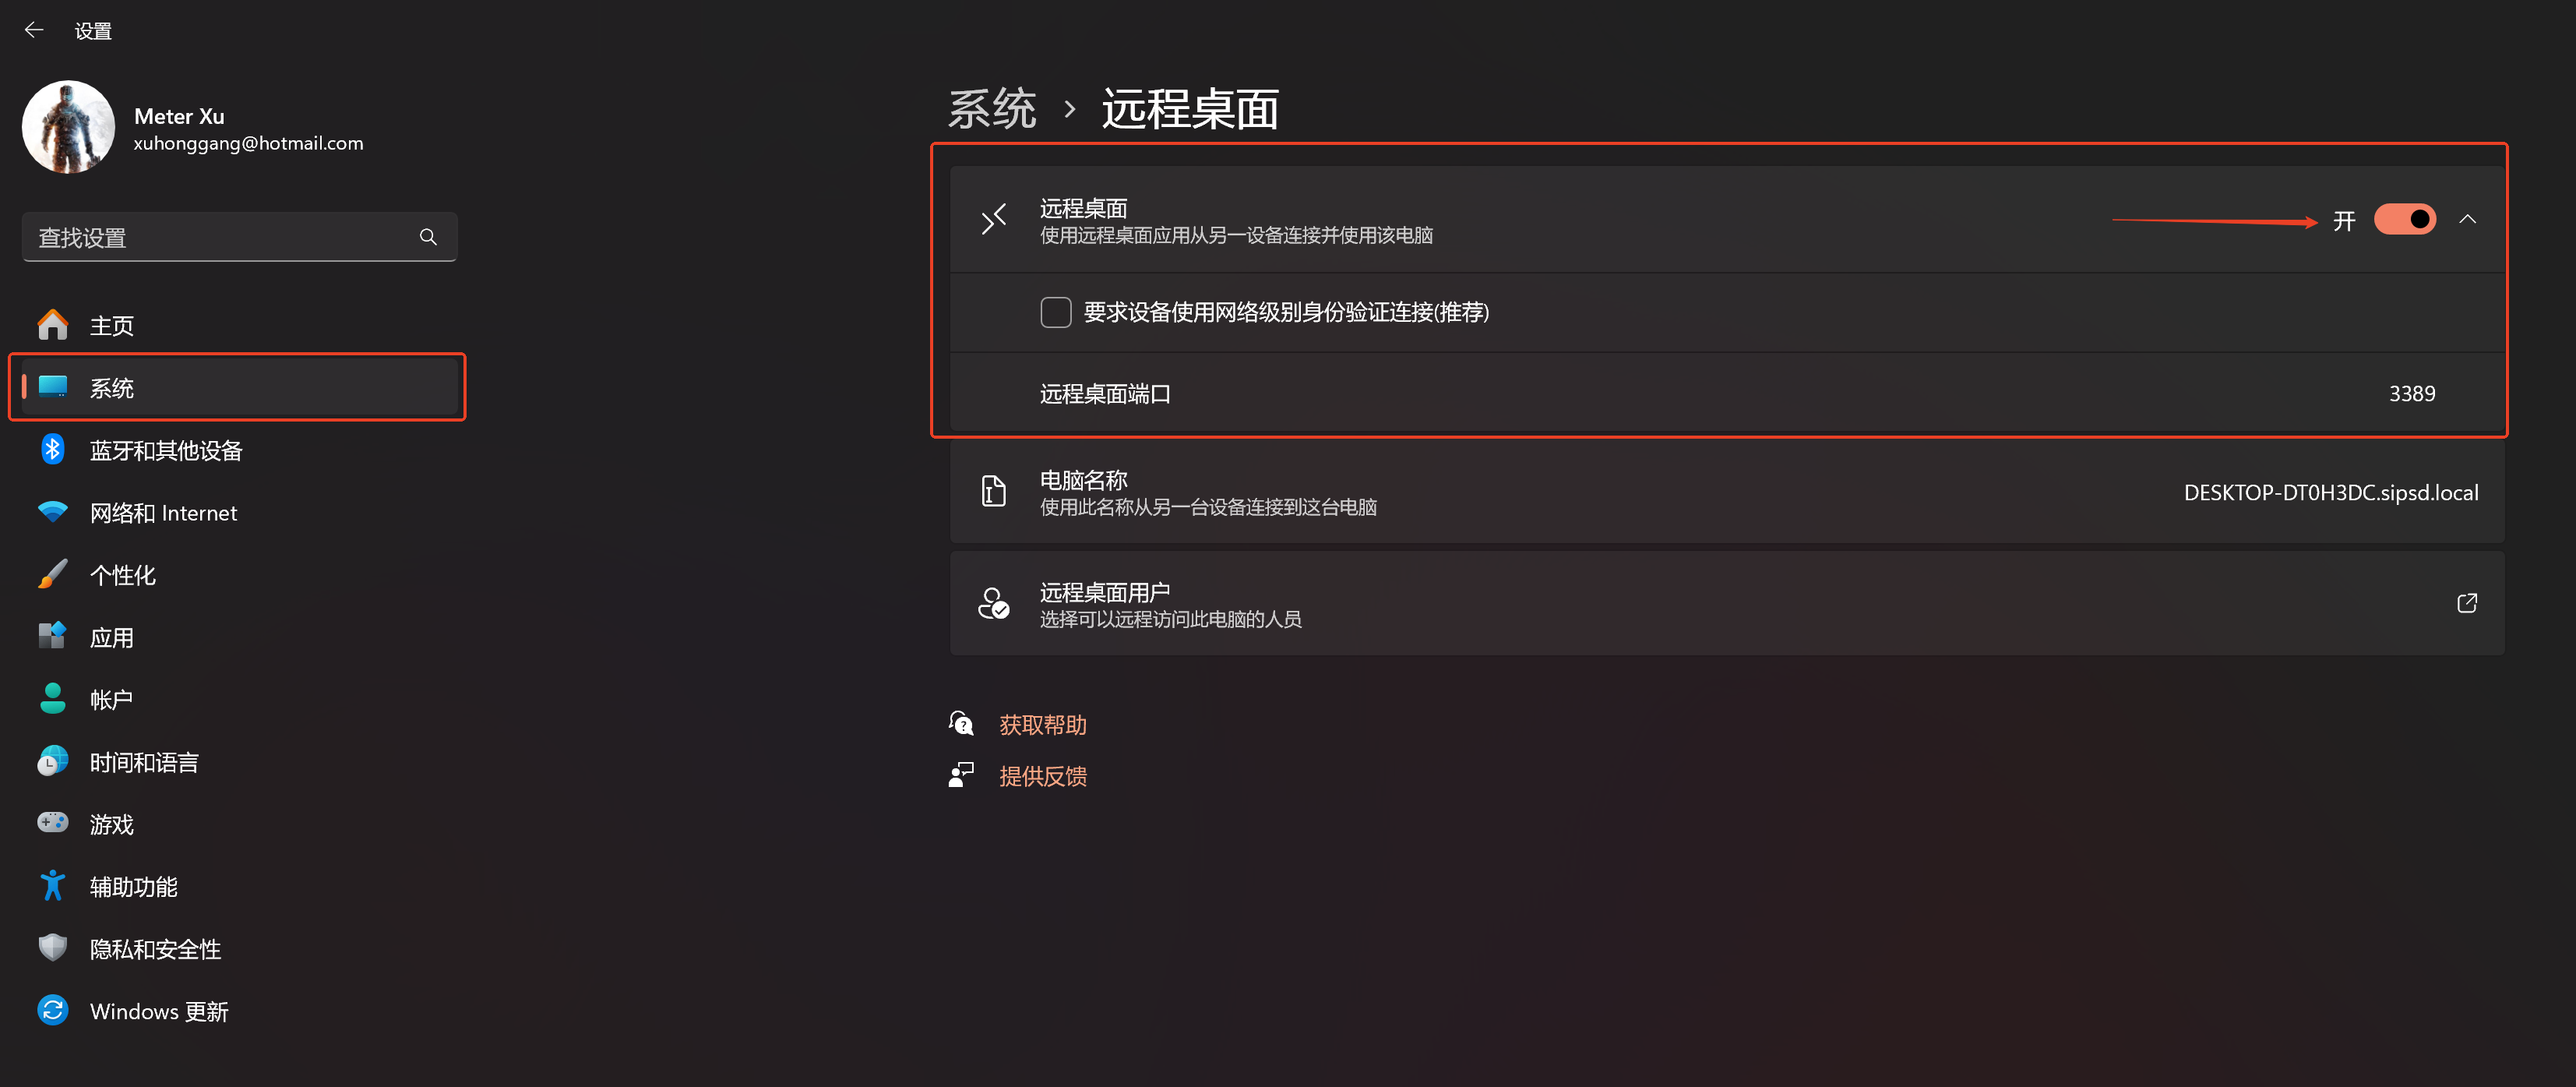 设置
Meter Xu
xuhonggang@hotmail.com
查找设置
主页
系统
蓝牙和其他设备
网络和 Internet
个性化
应用
帐户
时间和语言
游戏
辅助功能
隐私和安全性
Windows 更新
系统 › 远程桌面
远程桌面
使用远程桌面应用从另一设备连接并使用该电脑
开
要求设备使用网络级别身份验证连接(推荐)
远程桌面端口 3389
电脑名称
使用此名称从另一台设备连接到这台电脑
DESKTOP-DT0H3DC.sipsd.local
远程桌面用户
选择可以远程访问此电脑的人员
获取帮助
提供反馈